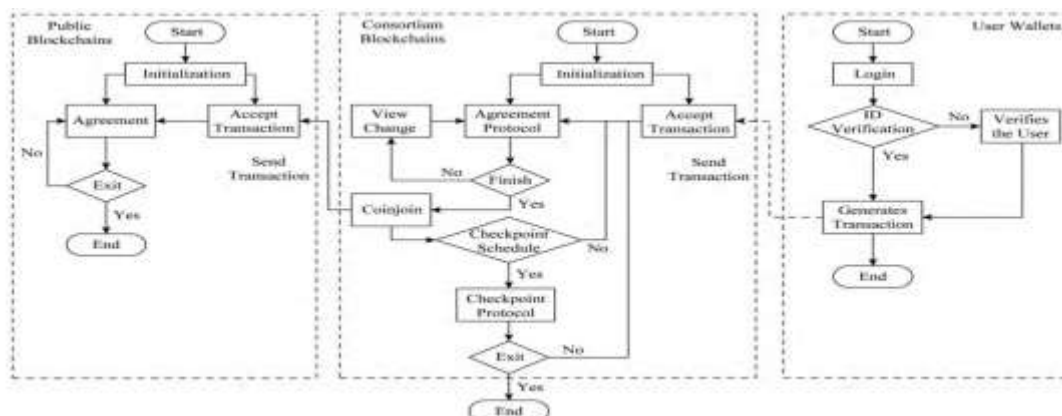 Public
Blockchains
Start
Initialization
Agreement
Accept
Transaction
No
Exit
Yes
End
Send
Transaction
Consortium
Blockchains
Start
Initialization
View
Change
Agreement
Protocol
Accept
Transaction
No
Finish
Yes
Coinjoin
Checkpoint
Schedule
No
Yes
Checkpoint
Protocol
Exit
No
Yes
End
Send
Transaction
User Wallets
Start
Login
ID
Verification
No
Verifies
the User
Yes
Generates
Transaction
End